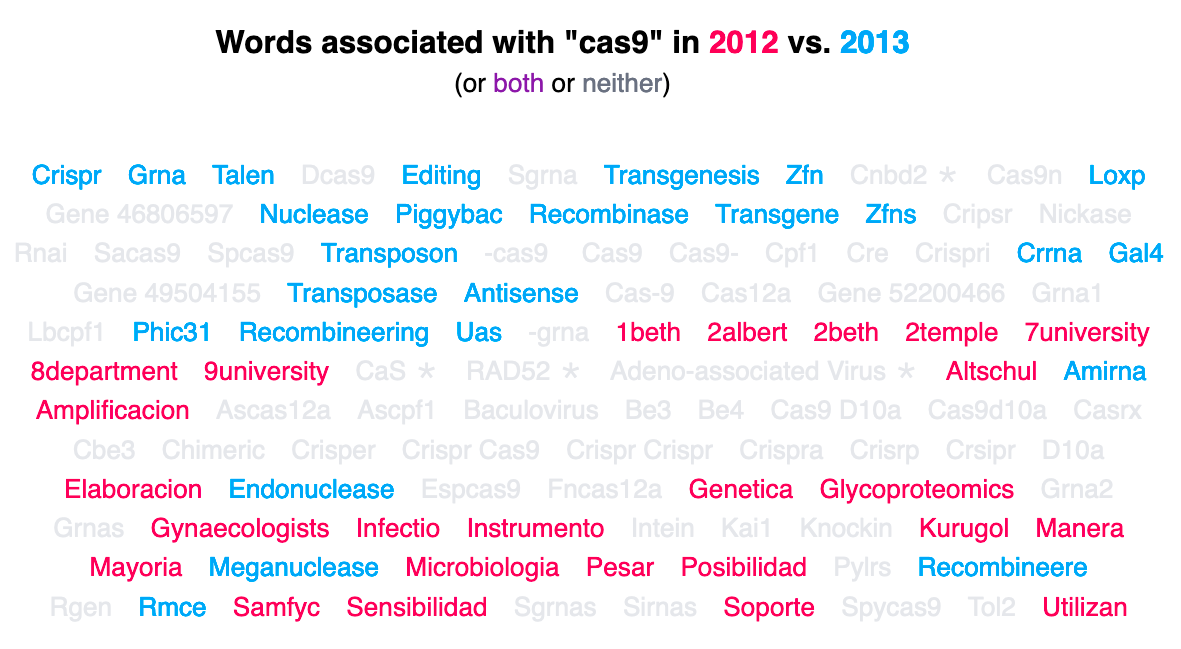 Words associated with "cas9" in 2012 vs. 2013
(or both or neither)
Crispr Grna Talen Dcas9 Editing Sgrna Transgenesis Zfn Cnbd2 * Cas9n Loxp
Gene 46806597 Nuclease Piggybac Recombinase Transgene Zfns Cripsr Nickase
Rnai Sacas9 Spcas9 Transposon -cas9 Cas9 Cas9- Cpf1 Cre Crispri Crrna Gal4
Gene 49504155 Transposase Antisense Cas-9 Cas12a Gene 52200466 Grna1
Lbcpf1 Phic31 Recombineering Uas -grna 1beth 2albert 2beth 2temple 7university
8department 9university CaS * RAD52 * Adeno-associated Virus * Altschul Amirna
Amplificacion Ascas12a Ascpf1 Baculovirus Be3 Be4 Cas9 D10a Cas9d10a Casrx
Cbe3 Chimeric Crisper Crispr Cas9 Crispr Crispr Crispra Crisrp Crsipr D10a
Elaboracion Endonuclease Espcas9 Fncas12a Genetica Glycoproteomics Grna2
Grnas Gynaecologists Infectio Instrumento Intein Kai1 Knockin Kurugol Manera
Mayoria Meganuclease Microbiologia Pesar Posibilidad Pylrs Recombineere
Rgen Rmce Samfyc Sensibilidad Sgrnas Sirnas Soporte Spycas9 Tol2 Utilizan